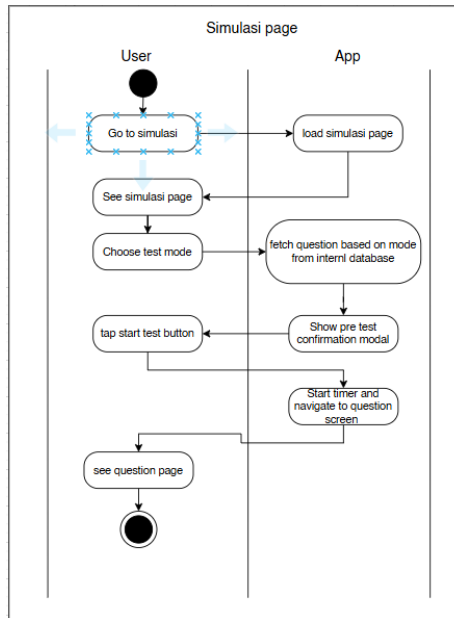 Simulasi page
User
App
Go to simulasi
load simulasi page
See simulasi page
Choose test mode
fetch question based on mode
from internl database
Show pre test
confirmation modal
tap start test button
Start timer and
navigate to question
screen
see question page